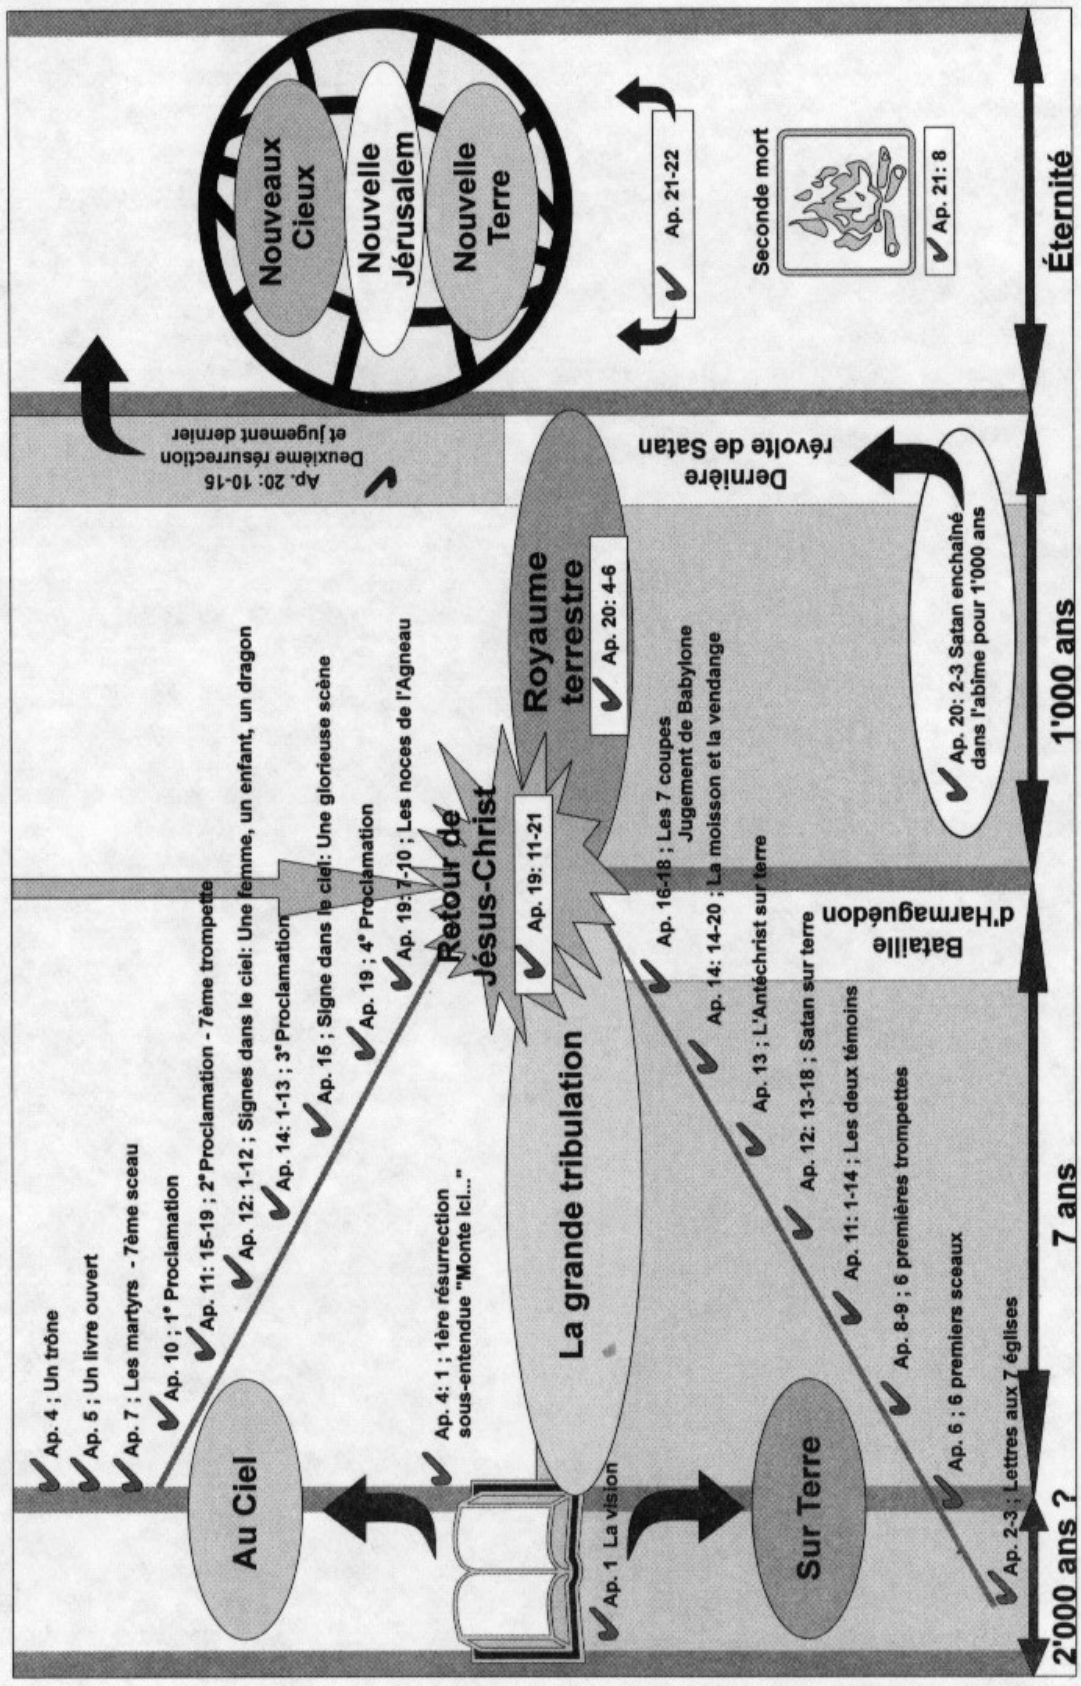 Ap. 4 ; Un trône
Ap. 5 ; Un livre ouvert
Ap. 7 ; Les martyrs - 7ème sceau
Ap. 10 ; 1° Proclamation
Ap. 11: 15-19 ; 2° Proclamation - 7ème trompette
Ap. 12: 1-12 ; Signes dans le ciel: Une femme, un enfant, un dragon
Ap. 14: 1-13 ; 3° Proclamation
Ap. 15 ; Signe dans le ciel: Une glorieuse scène
Ap. 19 ; 4° Proclamation
Ap. 19: 7-10 ; Les noces de l'Agneau
Au Ciel
Ap. 4: 1 ; 1ère résurrection
sous-entendue "Monte ici..."
Ap. 1 La vision
La grande tribulation
Retour de
Jésus-Christ
Ap. 19: 11-21
Royaume
terrestre
Ap. 20: 4-6
Sur Terre
Ap. 16-18 ; Les 7 coupes
Jugement de Babylone
Ap. 14: 14-20 ; La moisson et la vendange
Ap. 13 ; L'Antéchrist sur terre
Ap. 12: 13-18 ; Satan sur terre
Ap. 11: 1-14 ; Les deux témoins
Ap. 8-9 ; 6 premières trompettes
Ap. 6 ; 6 premiers sceaux
Ap. 2-3 ; Lettres aux 7 églises
Bataille
d'Harmaguédon
Ap. 20: 2-3 Satan enchaîné
dans l'abîme pour 1'000 ans
Dernière
révolte de Satan
Ap. 20: 10-15
Deuxième résurrection
et jugement dernier
Nouveaux
Cieux
Nouvelle
Jérusalem
Nouvelle
Terre
Ap. 21-22
Seconde mort
Ap. 21: 8
2'000 ans ?
7 ans
1'000 ans
Éternité